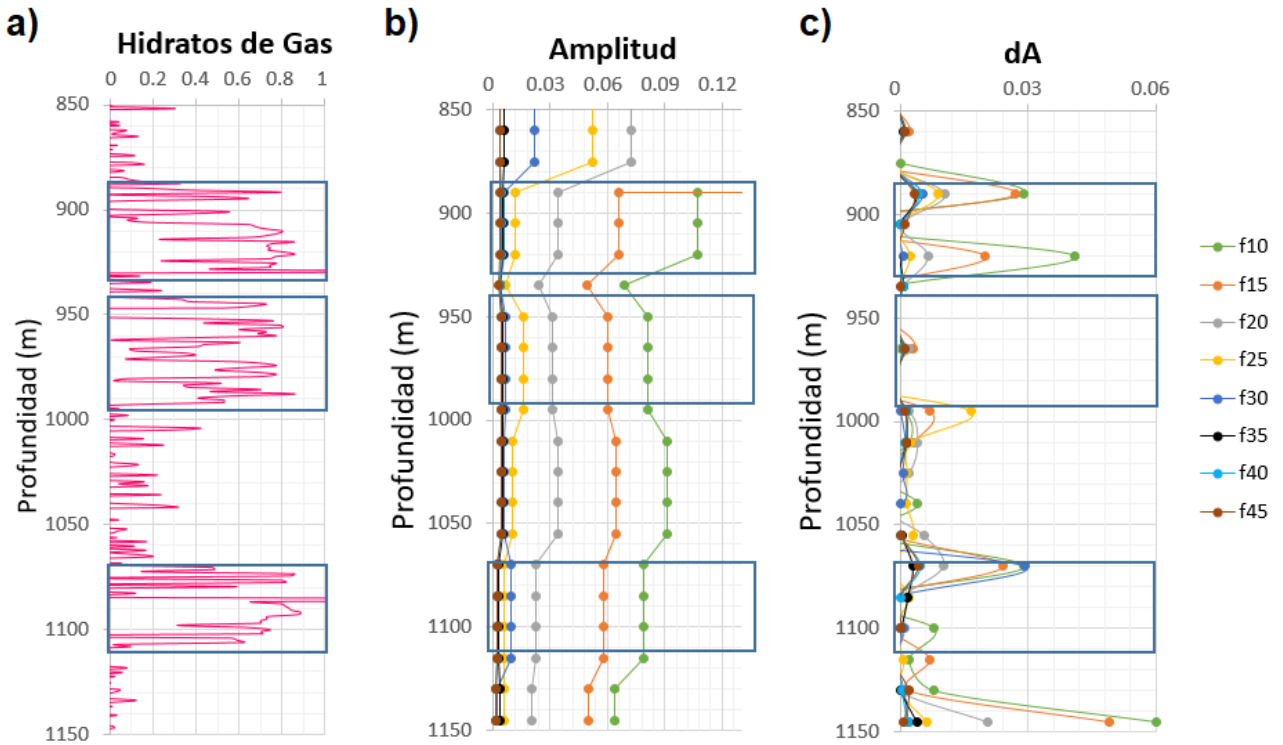 a)
Hidratos de Gas
0 0.2 0.4 0.6 0.8 1
Profundidad (m)
850
900
950
1000
1050
1100
1150
b)
Amplitud
0 0.03 0.06 0.09 0.12
Profundidad (m)
850
900
950
1000
1050
1100
1150
c)
dA
0 0.03 0.06
Profundidad (m)
850
900
950
1000
1050
1100
1150
f10
f15
f20
f25
f30
f35
f40
f45